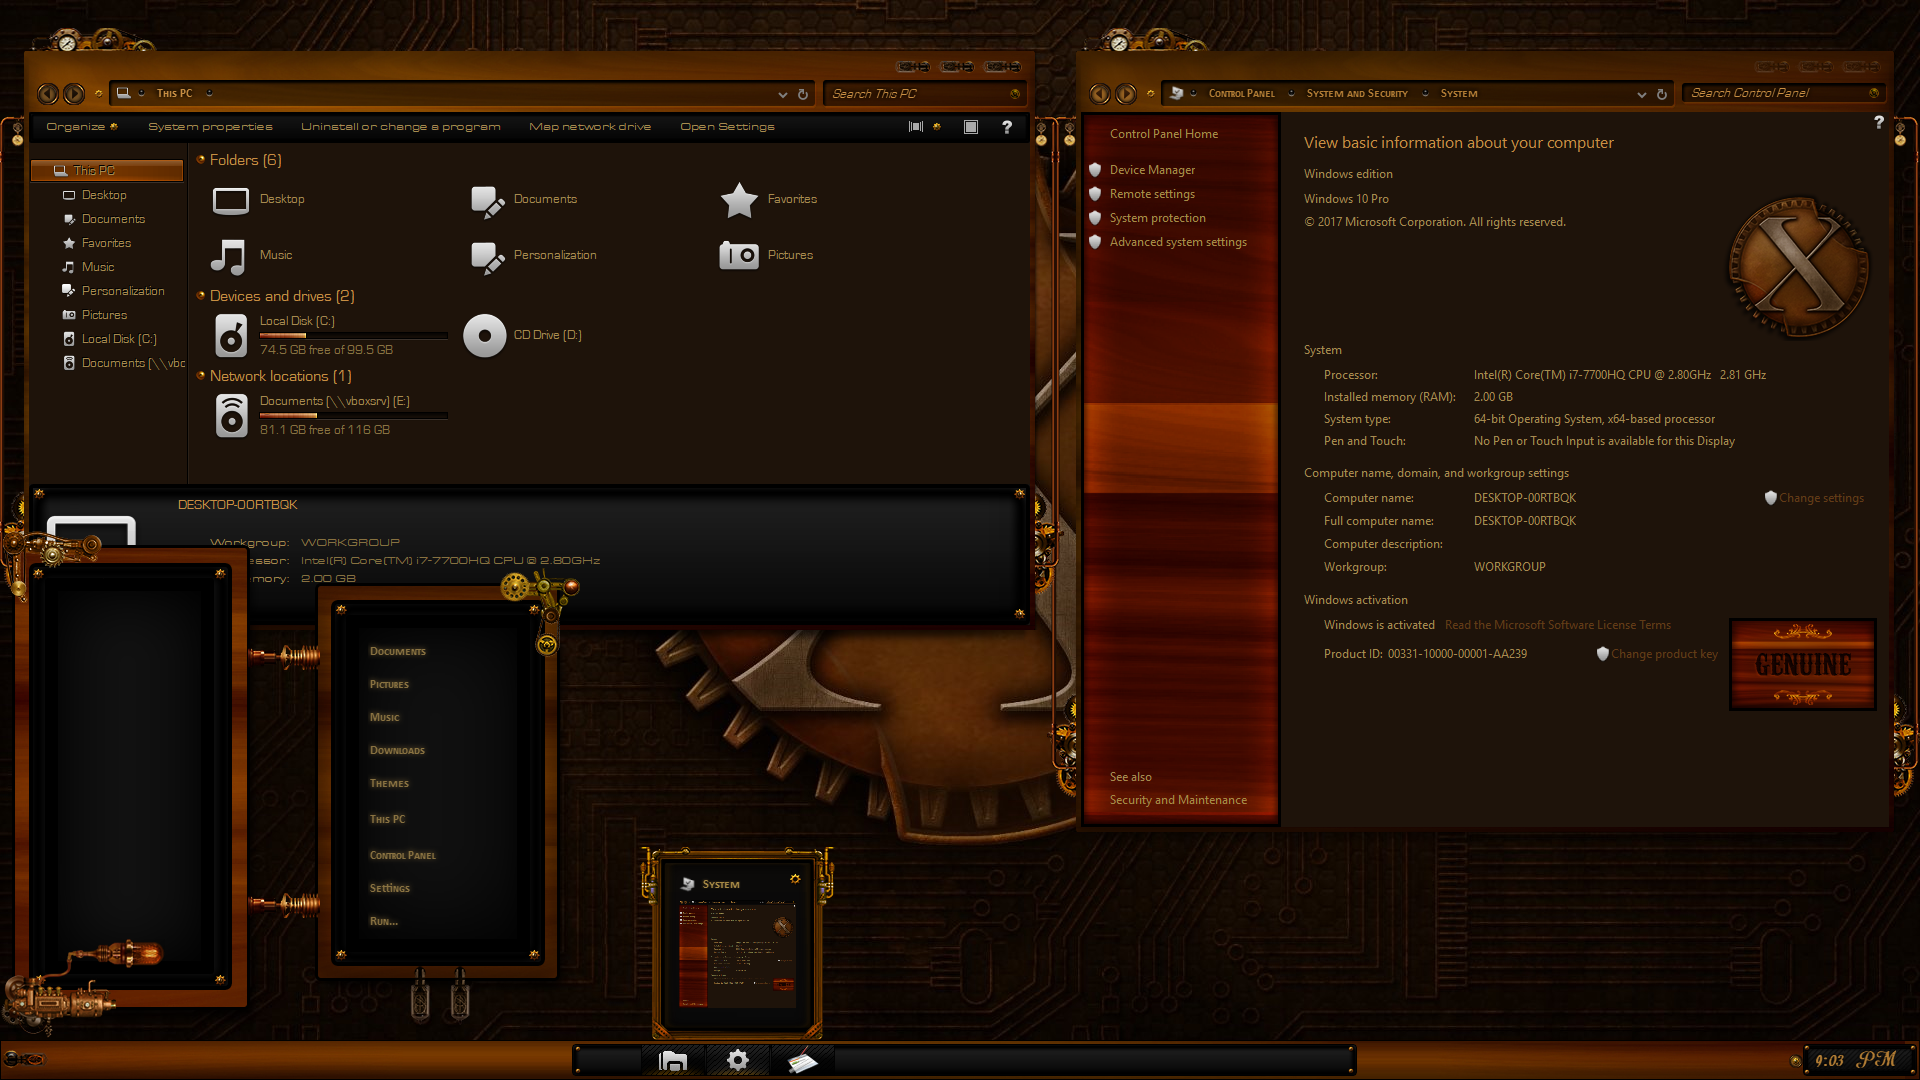 This PC
Search This PC
Organize
System properties
Uninstall or change a program
Map network drive
Open Settings
?
This PC
Desktop
Documents
Favorites
Music
Personalization
Pictures
Local Disk (C:)
Documents (\\vbo
Folders (6)
Desktop
Documents
Favorites
Music
Personalization
Pictures
Devices and drives (2)
Local Disk (C:)
74.5 GB free of 99.5 GB
CD Drive (D:)
Network locations (1)
Documents (\\vboxsrv) (E:)
81.1 GB free of 116 GB
DESKTOP-00RTBQK
Workgroup: WORKGROUP
essor: Intel(R) Core(TM) i7-7700HQ CPU @ 2.80GHz
emory: 2.00 GB
Documents
Pictures
Music
Downloads
Themes
This PC
Control Panel
Settings
Run...
System
Control Panel
System and Security
System
Search Control Panel
?
Control Panel Home
Device Manager
Remote settings
System protection
Advanced system settings
See also
Security and Maintenance
View basic information about your computer
Windows edition
Windows 10 Pro
© 2017 Microsoft Corporation. All rights reserved.
X
System
Processor: Intel(R) Core(TM) i7-7700HQ CPU @ 2.80GHz 2.81 GHz
Installed memory (RAM): 2.00 GB
System type: 64-bit Operating System, x64-based processor
Pen and Touch: No Pen or Touch Input is available for this Display
Computer name, domain, and workgroup settings
Computer name: DESKTOP-00RTBQK
Change settings
Full computer name: DESKTOP-00RTBQK
Computer description:
Workgroup: WORKGROUP
Windows activation
Windows is activated Read the Microsoft Software License Terms
Product ID: 00331-10000-00001-AA239
Change product key
GENUINE
9:03 PM